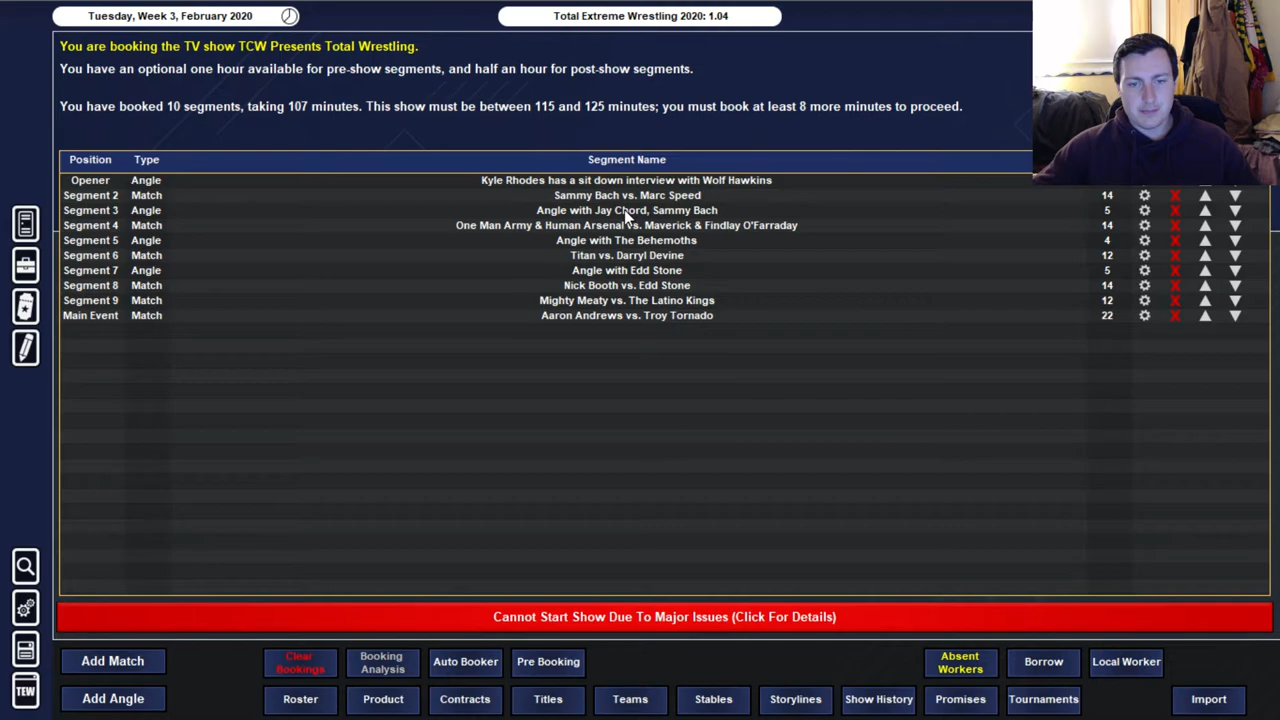 Tuesday, Week 3, February 2020
Total Extreme Wrestling 2020: 1.04
You are booking the TV show TCW Presents Total Wrestling.
You have an optional one hour available for pre-show segments, and half an hour for post-show segments.
You have booked 10 segments, taking 107 minutes. This show must be between 115 and 125 minutes; you must book at least 8 more minutes to proceed.
Position Type Segment Name
Opener Angle Kyle Rhodes has a sit down interview with Wolf Hawkins
Segment 2 Match Sammy Bach vs. Marc Speed 14 X
Segment 3 Angle Angle with Jay Chord, Sammy Bach 5 X
Segment 4 Match One Man Army & Human Arsenal vs. Maverick & Findlay O'Farraday 14 X
Segment 5 Angle Angle with The Behemoths 4 X
Segment 6 Match Titan vs. Darryl Devine 12 X
Segment 7 Angle Angle with Edd Stone 5 X
Segment 8 Match Nick Booth vs. Edd Stone 14 X
Segment 9 Match Mighty Meaty vs. The Latino Kings 12 X
Main Event Match Aaron Andrews vs. Troy Tornado 22 X
Cannot Start Show Due To Major Issues (Click For Details)
Add Match Clear Bookings Booking Analysis Auto Booker Pre Booking Absent Workers Borrow Local Worker
TEW
Add Angle Roster Product Contracts Titles Teams Stables Storylines Show History Promises Tournaments Import